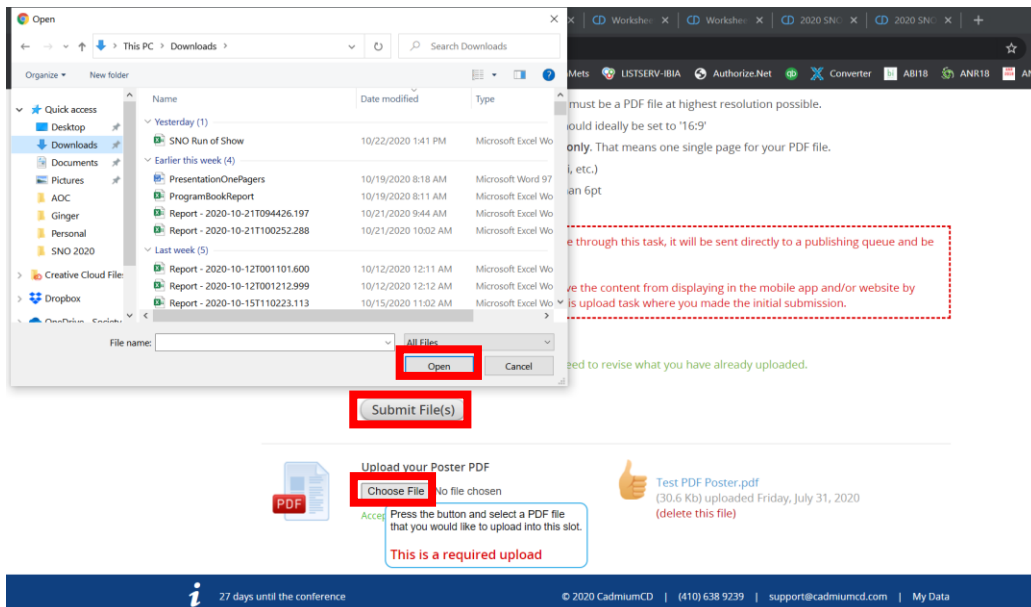 Open
Workshee
Workshee
2020 SNO
2020 SNO
This PC > Downloads >
Search Downloads
Organize
New folder
Mets
LISTSERV-IBIA
Authorize.Net
Converter
ABI18
ANR18
Quick access
Desktop
Downloads
Documents
Pictures
AOC
Ginger
Personal
SNO 2020
Creative Cloud File
Dropbox
OneDrive - Society
Name Date modified Type
Yesterday (1)
SNO Run of Show 10/22/2020 1:41 PM Microsoft Excel Wo
Earlier this week (4)
PresentationOnePagers 10/19/2020 8:18 AM Microsoft Word 97
ProgramBookReport 10/19/2020 8:11 AM Microsoft Excel Wo
Report - 2020-10-21T094426.197 10/21/2020 9:44 AM Microsoft Excel Wo
Report - 2020-10-21T100252.288 10/21/2020 10:02 AM Microsoft Excel Wo
Last week (5)
Report - 2020-10-12T001101.600 10/12/2020 12:11 AM Microsoft Excel Wo
Report - 2020-10-12T001212.999 10/12/2020 12:12 AM Microsoft Excel Wo
Report - 2020-10-15T110223.113 10/15/2020 11:02 AM Microsoft Excel Wo
File name:
All Files
Open
Cancel
must be a PDF file at highest resolution possible.
ould ideally be set to '16:9'
only. That means one single page for your PDF file.
i, etc.)
an 6pt
e through this task, it will be sent directly to a publishing queue and be
ve the content from displaying in the mobile app and/or website by
is upload task where you made the initial submission.
eed to revise what you have already uploaded.
Submit File(s)
PDF
Upload your Poster PDF
Choose File No file chosen
Accep
Press the button and select a PDF file
that you would like to upload into this slot.
This is a required upload
Test PDF Poster.pdf
(30.6 Kb) uploaded Friday, July 31, 2020
(delete this file)
27 days until the conference
© 2020 CadmiumCD | (410) 638 9239 | support@cadmiumcd.com | My Data